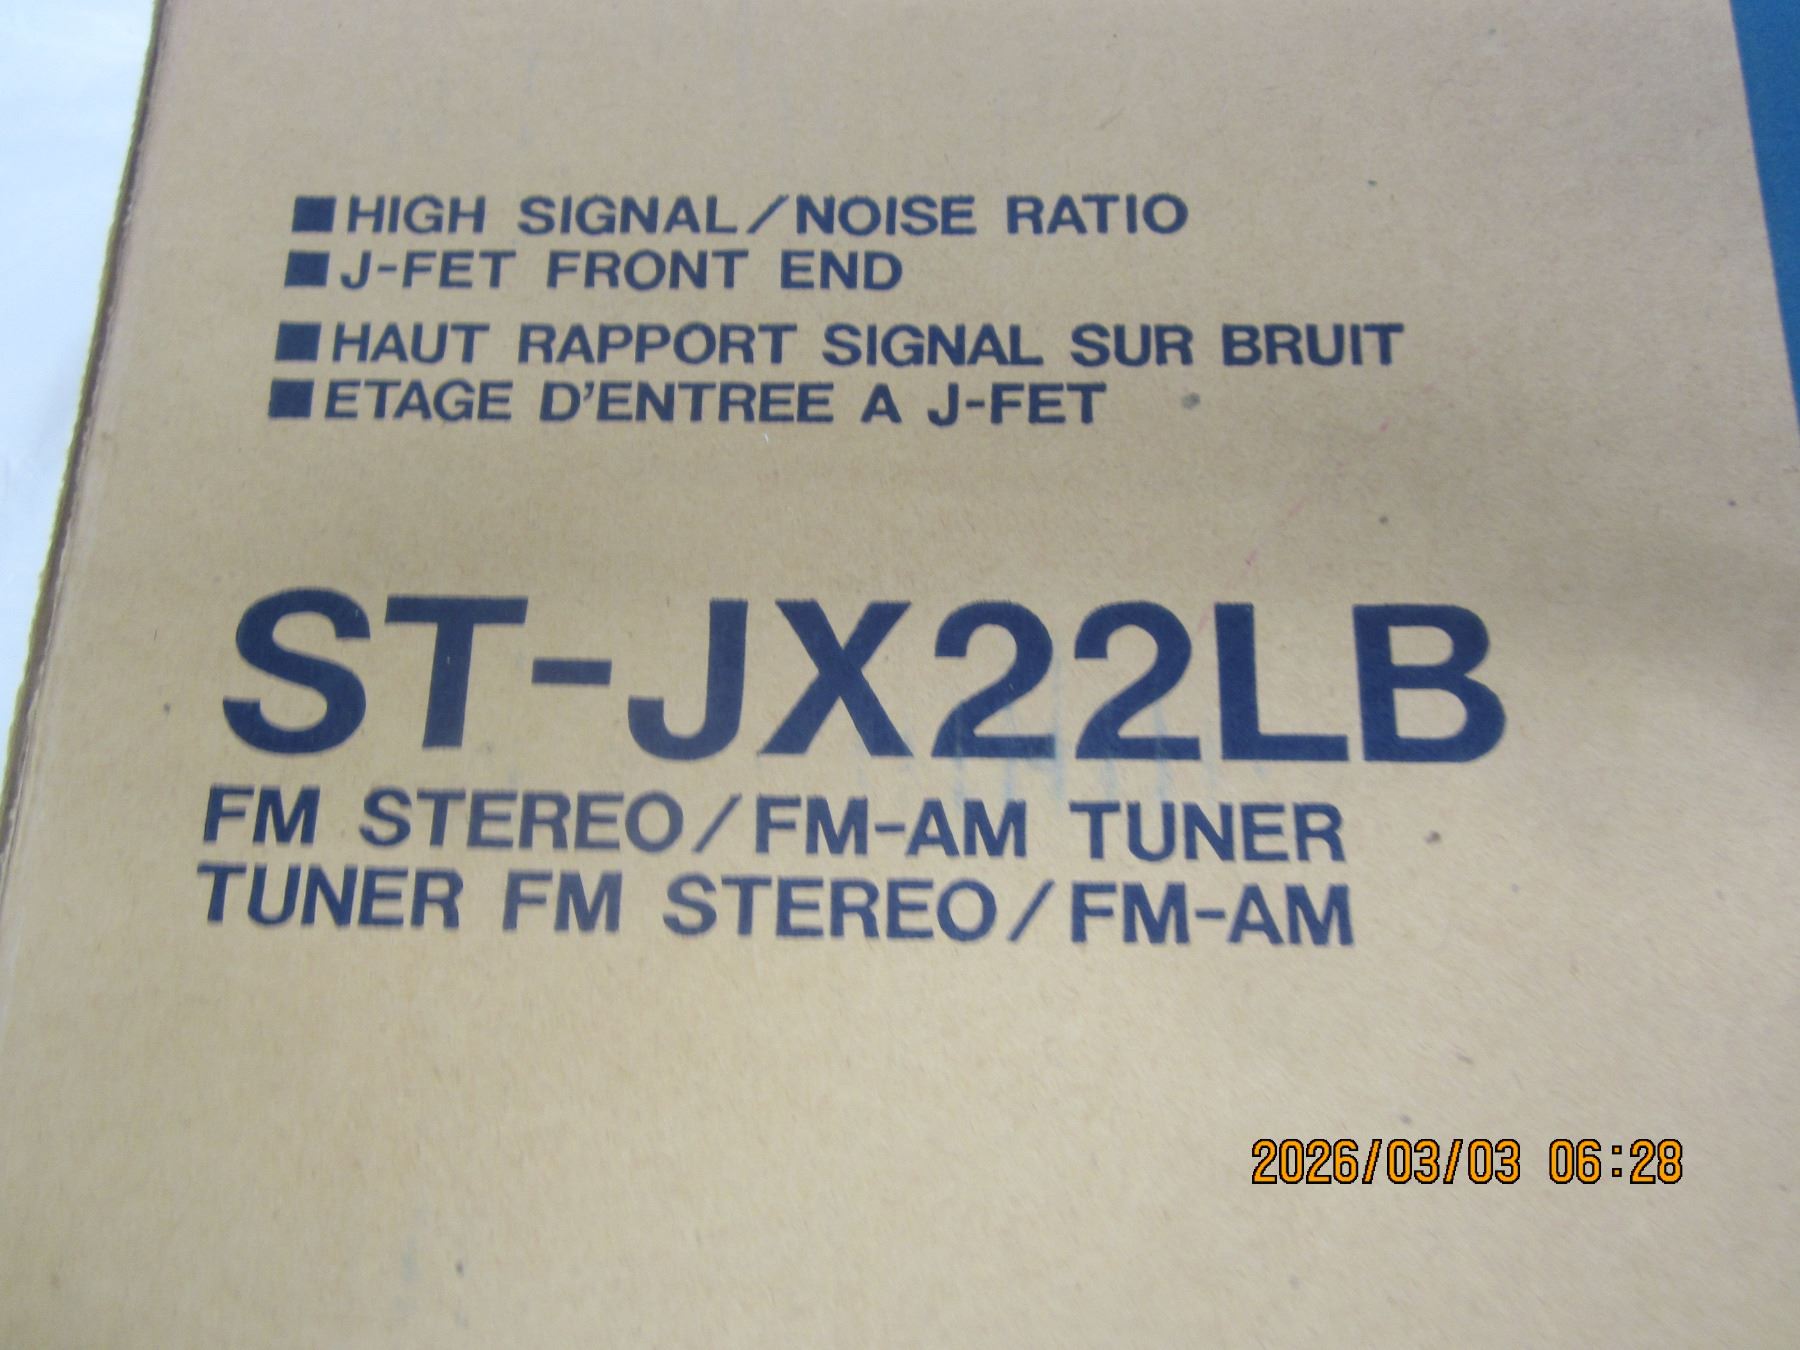 ■HIGH SIGNAL/NOISE RATIO
■J-FET FRONT END
■HAUT RAPPORT SIGNAL SUR BRUIT
■ETAGE D'ENTREE A J-FET
ST-JX22LB
FM STEREO/FM-AM TUNER
TUNER FM STEREO/FM-AM
2026/03/03 06:28